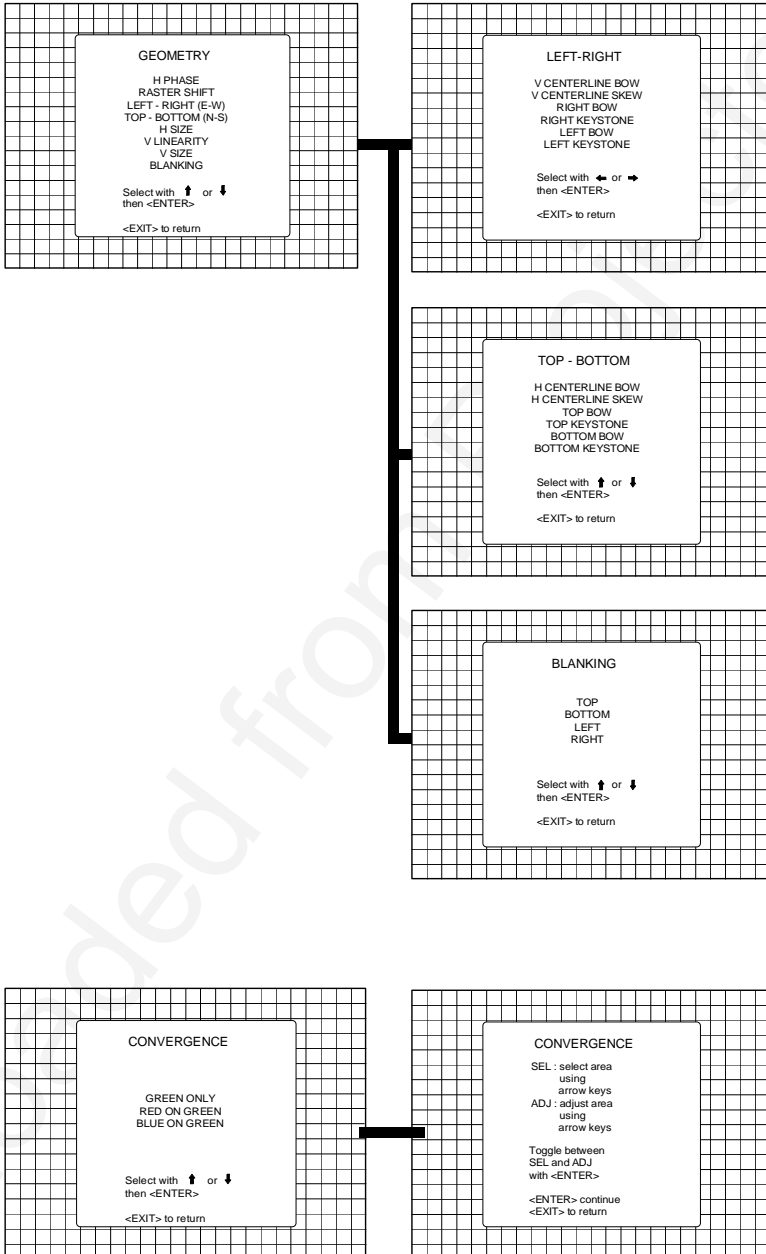 GEOMETRY
H PHASE
RASTER SHIFT
LEFT - RIGHT (E-W)
TOP - BOTTOM (N-S)
H SIZE
V LINEARITY
V SIZE
BLANKING
Select with ⬆ or ⬇
then <ENTER>
<EXIT> to return
LEFT-RIGHT
V CENTERLINE BOW
V CENTERLINE SKEW
RIGHT BOW
RIGHT KEYSTONE
LEFT BOW
LEFT KEYSTONE
Select with ⬅ or ➡
then <ENTER>
<EXIT> to return
TOP - BOTTOM
H CENTERLINE BOW
H CENTERLINE SKEW
TOP BOW
TOP KEYSTONE
BOTTOM BOW
BOTTOM KEYSTONE
Select with ⬆ or ⬇
then <ENTER>
<EXIT> to return
BLANKING
TOP
BOTTOM
LEFT
RIGHT
Select with ⬆ or ⬇
then <ENTER>
<EXIT> to return
CONVERGENCE
GREEN ONLY
RED ON GREEN
BLUE ON GREEN
Select with ⬆ or ⬇
then <ENTER>
<EXIT> to return
CONVERGENCE
SEL : select area
using
arrow keys
ADJ : adjust area
using
arrow keys
Toggle between
SEL and ADJ
with <ENTER>
<ENTER> continue
<EXIT> to return
from